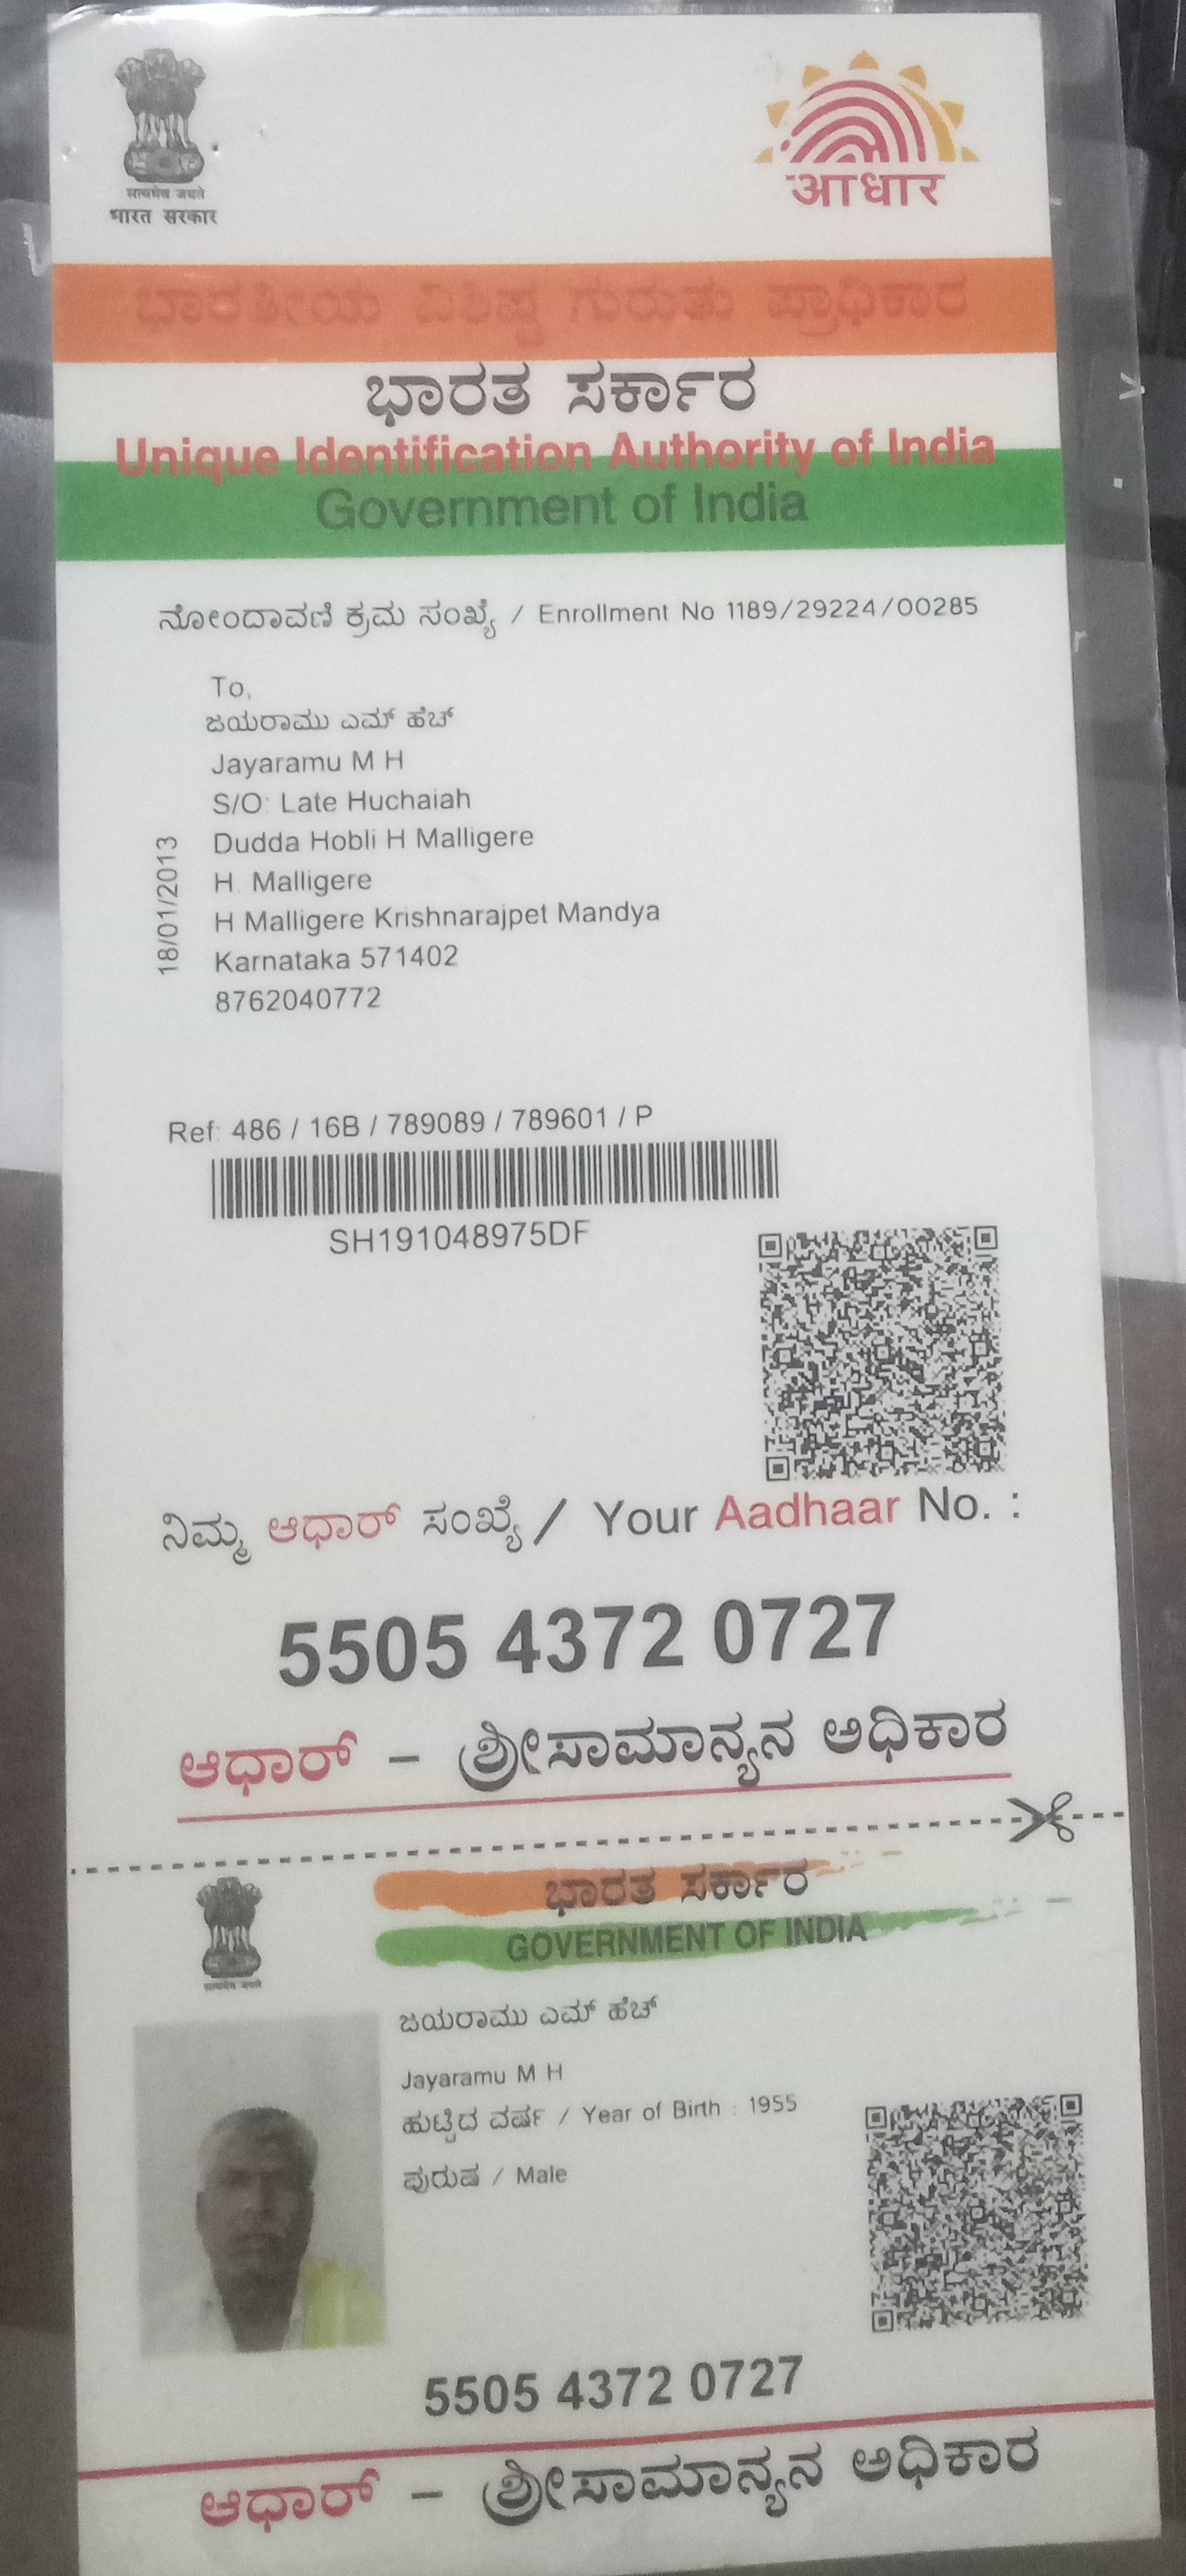 सत्यमेव जयते
भारत सरकार
आधार
ಭಾರತೀಯ ವಿಶಿಷ್ಟ ಗುರುತು ಪ್ರಾಧಿಕಾರ
ಭಾರತ ಸರ್ಕಾರ
Unique Identification Authority of India
Government of India
ನೋಂದಾವಣಿ ಕ್ರಮ ಸಂಖ್ಯೆ / Enrollment No 1189/29224/00285
To,
ಜಯರಾಮು ಎಮ್ ಹೆಚ್
Jayaramu M H
S/O: Late Huchaiah
Dudda Hobli H Malligere
H. Malligere
H Malligere Krishnarajpet Mandya
Karnataka 571402
8762040772
18/01/2013
Ref: 486 / 16B / 789089 / 789601 / P
SH191048975DF
ನಿಮ್ಮ ಆಧಾರ್ ಸಂಖ್ಯೆ / Your Aadhaar No. :
5505 4372 0727
ಆಧಾರ್ – ಶ್ರೀಸಾಮಾನ್ಯನ ಅಧಿಕಾರ
ಭಾರತ ಸರ್ಕಾರ
GOVERNMENT OF INDIA
सत्यमेव जयते
ಜಯರಾಮು ಎಮ್ ಹೆಚ್
Jayaramu M H
ಹುಟ್ಟಿದ ವರ್ಷ / Year of Birth : 1955
ಪುರುಷ / Male
5505 4372 0727
ಆಧಾರ್ – ಶ್ರೀಸಾಮಾನ್ಯನ ಅಧಿಕಾರ